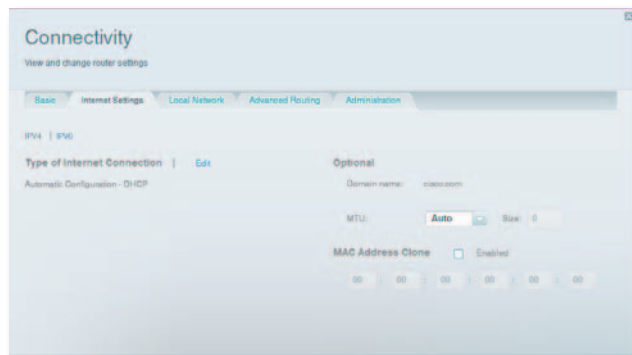 Connectivity
View and change router settings
Basic Internet Settings Local Network Advanced Routing Administration
IPV4 | IPV6
Type of Internet Connection | Edit
Automatic Configuration - DHCP
Optional
Domain name: cisco.com
MTU: Auto Size: 0
MAC Address Clone Enabled
00 : 00 : 00 : 00 : 00 : 00